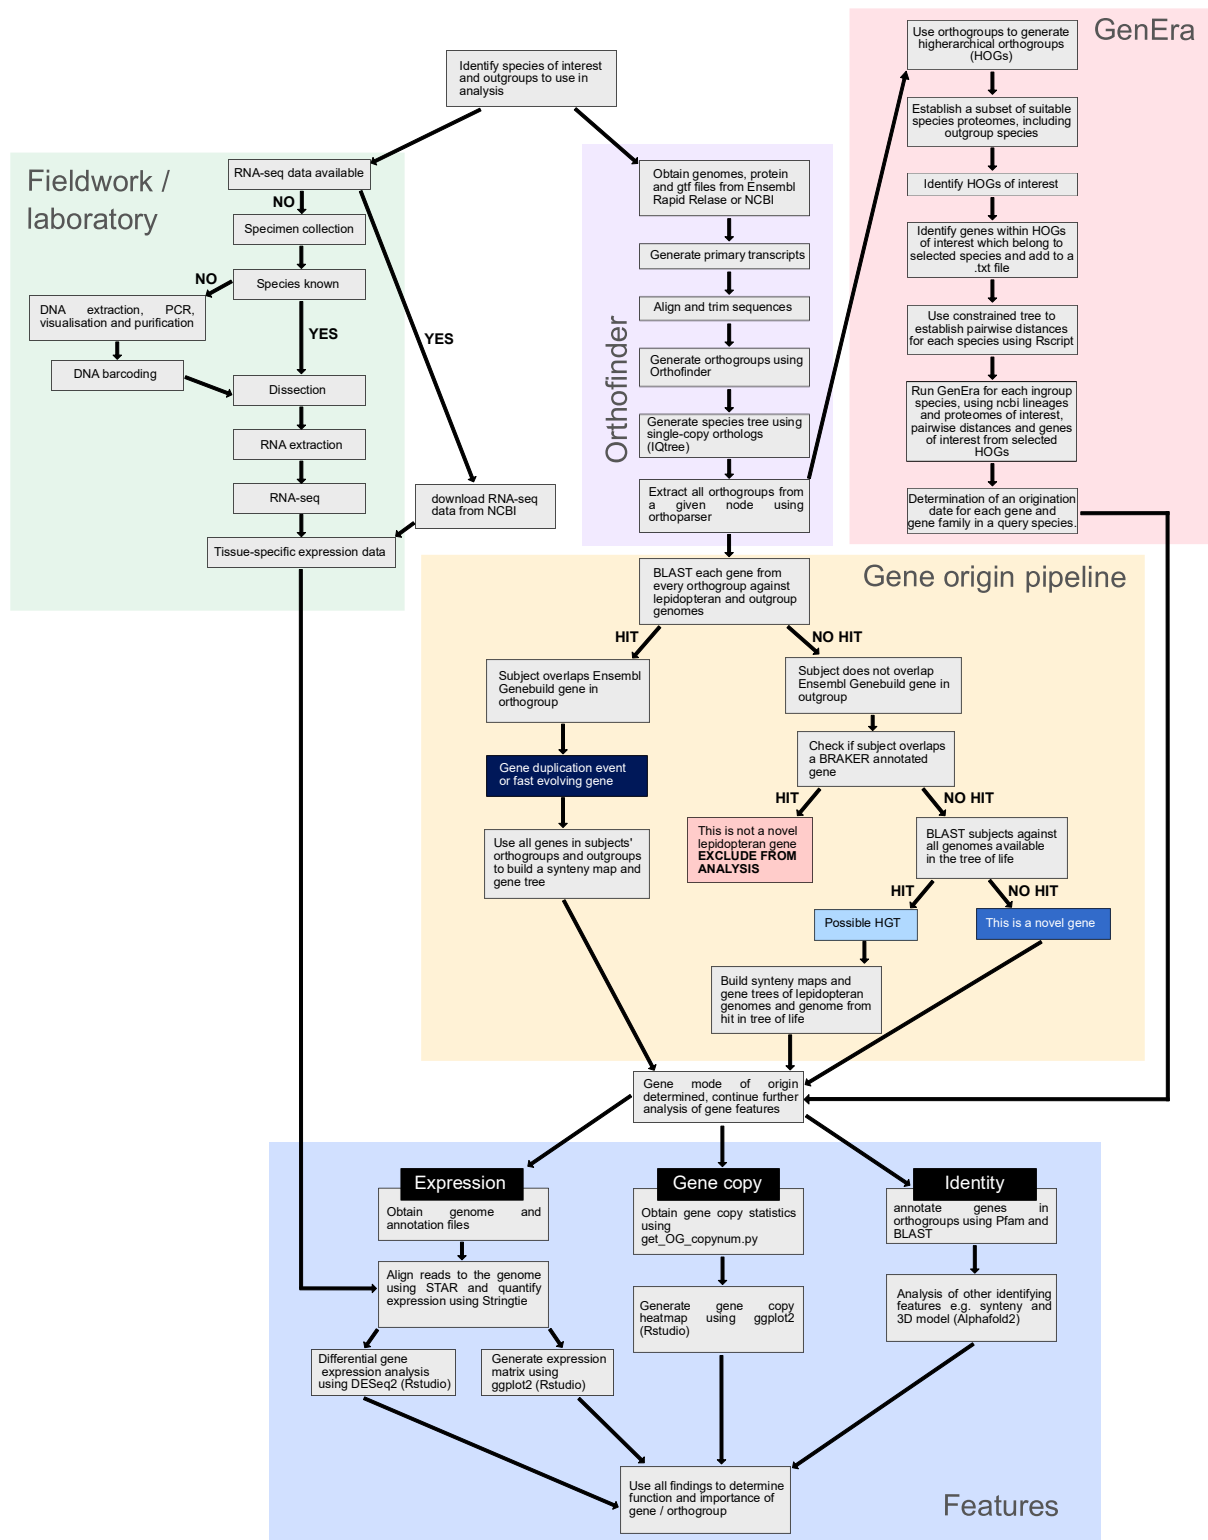 GenEra
Use orthogroups to generate
higherarchical orthogroups
(HOGs)
Establish a subset of suitable
species proteomes, including
outgroup species
Identify HOGs of interest
Identify genes within HOGs
of interest which belong to
selected species and add to a
.txt file
Use constrained tree to
establish pairwise distances
for each species using Rscript
Run GenEra for each ingroup
species, using ncbi lineages
and proteomes of interest,
pairwise distances and genes
of interest from selected
HOGs
Determination of an origination
date for each gene and
gene family in a query species.
Identify species of interest
and outgroups to use in
analysis
Fieldwork /
laboratory
RNA-seq data available
NO
Specimen collection
NO
Species known
DNA extraction, PCR,
visualisation and purification
YES
YES
DNA barcoding
Dissection
RNA extraction
RNA-seq
download RNA-seq
data from NCBI
Tissue-specific expression data
Orthofinder
Obtain genomes, protein
and gtf files from Ensembl
Rapid Relase or NCBI
Generate primary transcripts
Align and trim sequences
Generate orthogroups using
Orthofinder
Generate species tree using
single-copy orthologs
(IQtree)
Extract all orthogroups from
a given node using
orthoparser
Gene origin pipeline
BLAST each gene from
every orthogroup against
lepidopteran and outgroup
genomes
HIT
NO HIT
Subject overlaps Ensembl
Genebuild gene in
orthogroup
Subject does not overlap
Ensembl Genebuild gene in
outgroup
Gene duplication event
or fast evolving gene
Check if subject overlaps
a BRAKER annotated
gene
HIT
NO HIT
Use all genes in subjects'
orthogroups and outgroups
to build a synteny map and
gene tree
This is not a novel
lepidopteran gene
EXCLUDE FROM
ANALYSIS
BLAST subjects against
all genomes available
in the tree of life
HIT
NO HIT
Possible HGT
This is a novel gene
Build synteny maps and
gene trees of lepidopteran
genomes and genome from
hit in tree of life
Gene mode of origin
determined, continue further
analysis of gene features
Expression
Obtain genome and
annotation files
Align reads to the genome
using STAR and quantify
expression using Stringtie
Differential gene
expression analysis
using DESeq2 (Rstudio)
Generate expression
matrix using
ggplot2 (Rstudio)
Gene copy
Obtain gene copy statistics
using
get_OG_copynum.py
Generate gene copy
heatmap using ggplot2
(Rstudio)
Identity
annotate genes in
orthogroups using Pfam and
BLAST
Analysis of other identifying
features e.g. synteny and
3D model (Alphafold2)
Use all findings to determine
function and importance of
gene / orthogroup
Features